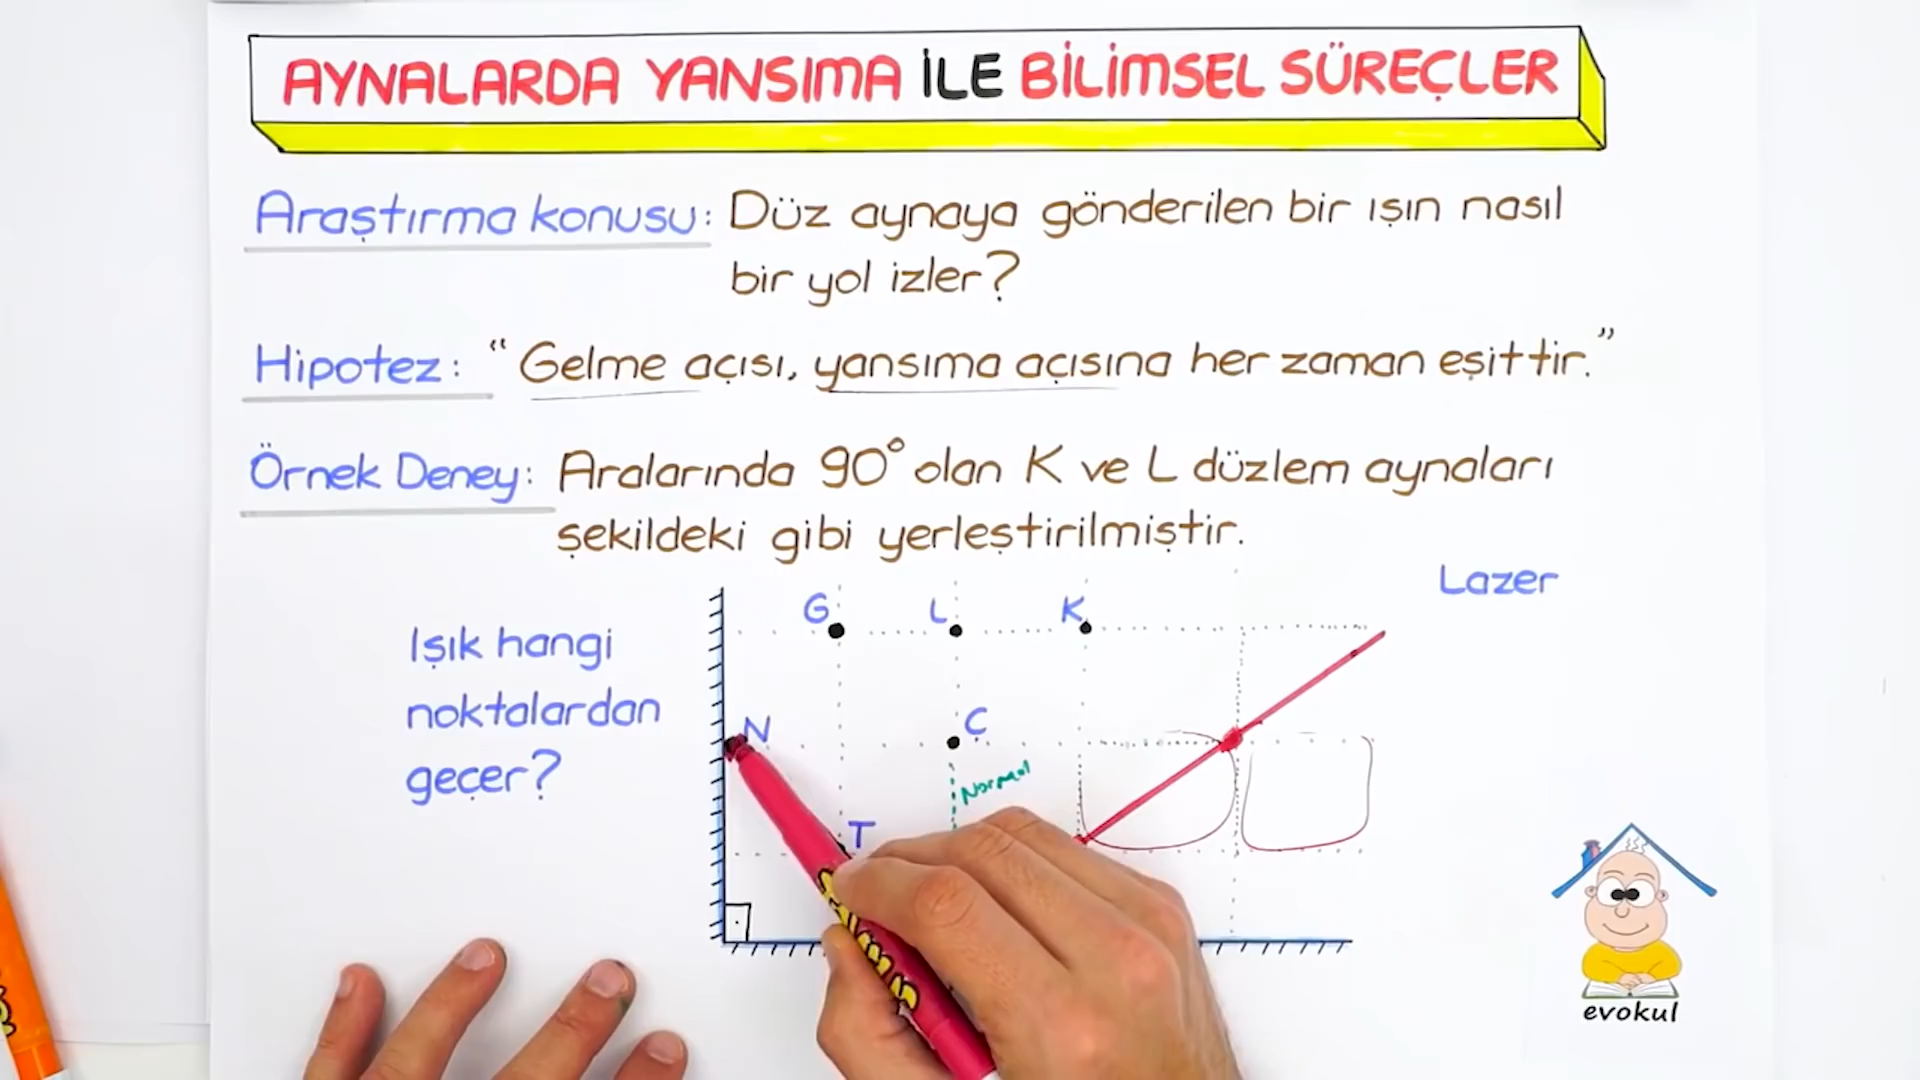 AYNALARDA YANSIMA İLE BİLİMSEL SÜREÇLER
Araştırma konusu: Düz aynaya gönderilen bir ışın nasıl
bir yol izler?
Hipotez: "Gelme açısı, yansıma açısına her zaman eşittir."
Örnek Deney: Aralarında 90° olan K ve L düzlem aynaları
şekildeki gibi yerleştirilmiştir.
Lazer
G L K
Işık hangi
noktalardan
geçer?
N Ç
Normal
T
evokul